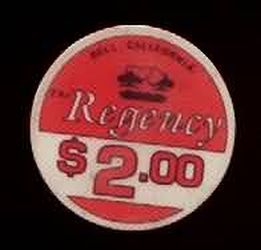 BELL, CALIFORNIA
THE
Regency
$2.00